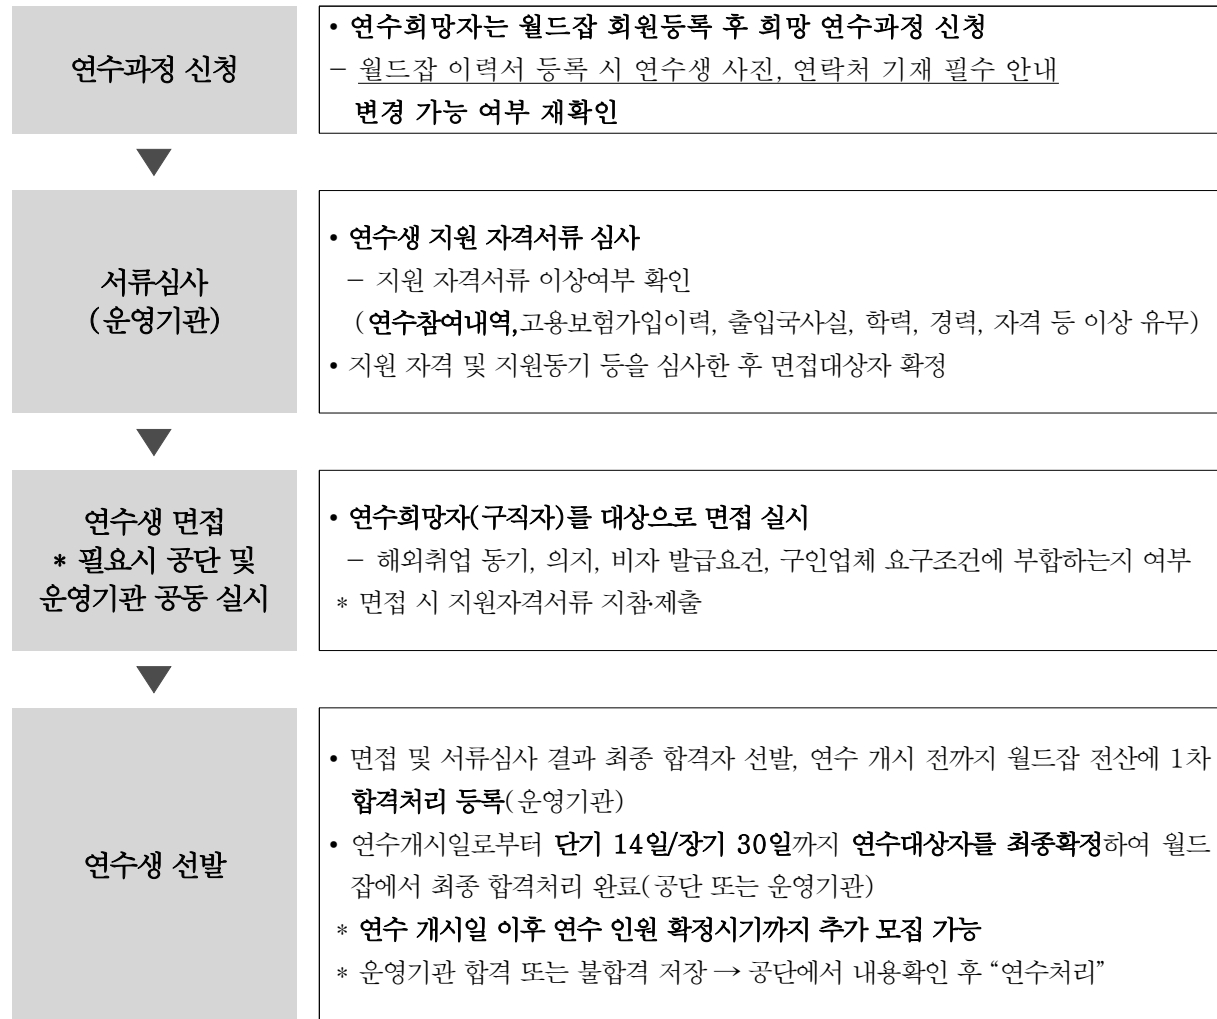 연수과정 신청
• 연수희망자는 월드잡 회원등록 후 희망 연수과정 신청
－ 월드잡 이력서 등록 시 연수생 사진, 연락처 기재 필수 안내
변경 가능 여부 재확인
▼
서류심사
(운영기관)
• 연수생 지원 자격서류 심사
－ 지원 자격서류 이상여부 확인
(연수참여내역,고용보험가입이력, 출입국사실, 학력, 경력, 자격 등 이상 유무)
• 지원 자격 및 지원동기 등을 심사한 후 면접대상자 확정
▼
연수생 면접
* 필요시 공단 및
운영기관 공동 실시
• 연수희망자(구직자)를 대상으로 면접 실시
－ 해외취업 동기, 의지, 비자 발급요건, 구인업체 요구조건에 부합하는지 여부
* 면접 시 지원자격서류 지참·제출
▼
연수생 선발
• 면접 및 서류심사 결과 최종 합격자 선발, 연수 개시 전까지 월드잡 전산에 1차
합격처리 등록(운영기관)
• 연수개시일로부터 단기 14일/장기 30일까지 연수대상자를 최종확정하여 월드
잡에서 최종 합격처리 완료(공단 또는 운영기관)
* 연수 개시일 이후 연수 인원 확정시기까지 추가 모집 가능
* 운영기관 합격 또는 불합격 저장 → 공단에서 내용확인 후 “연수처리”